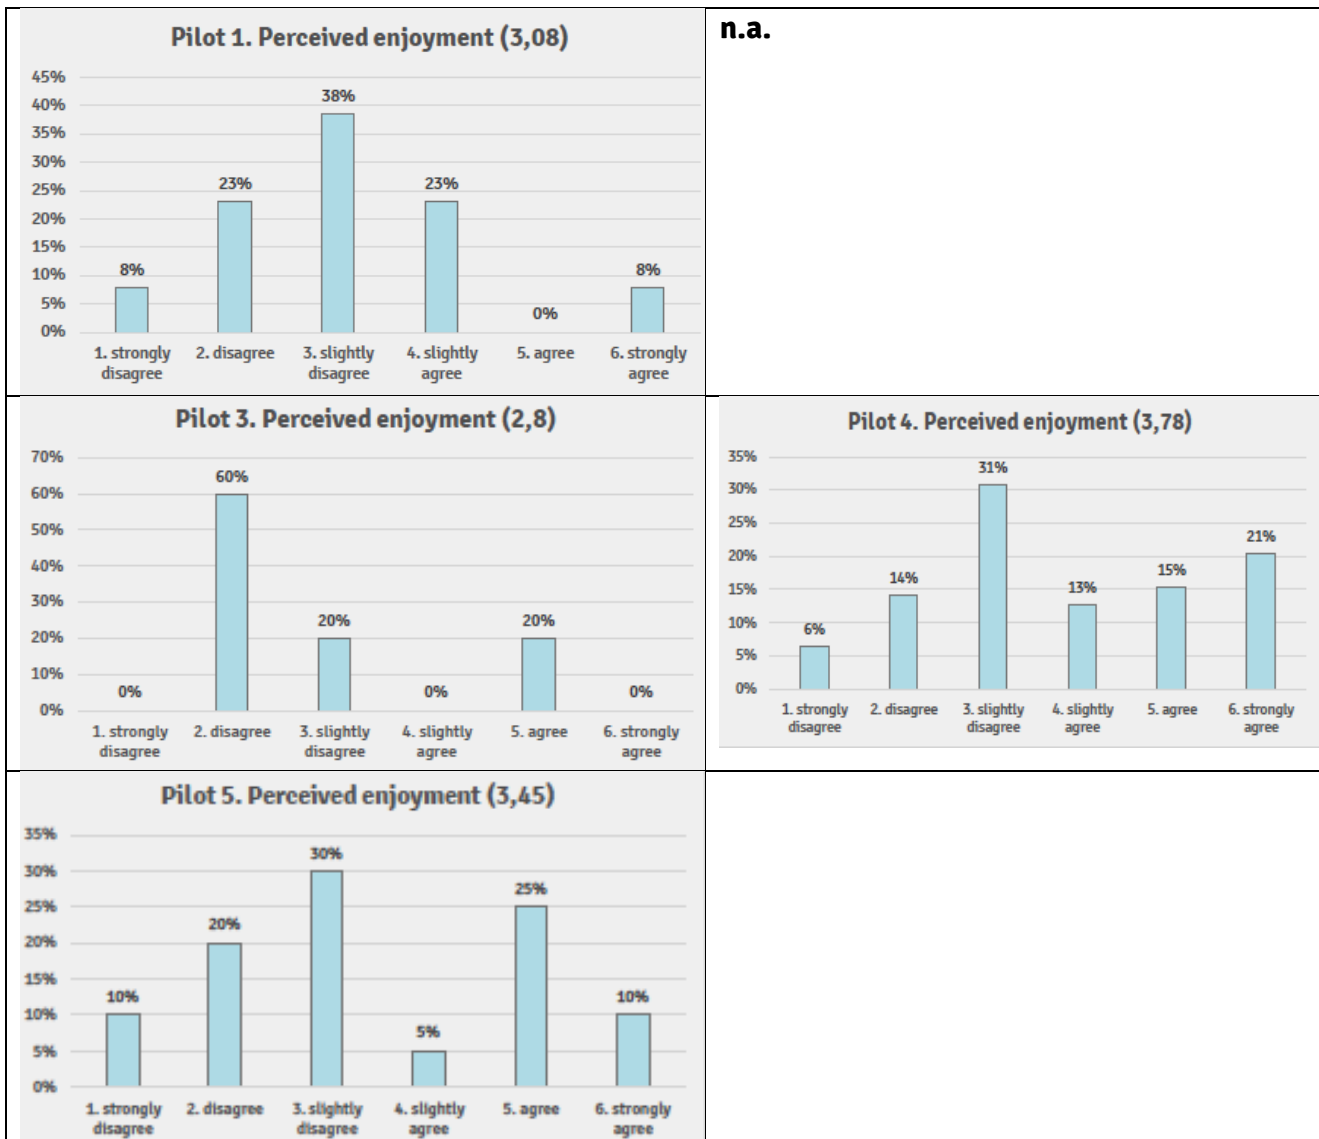 Pilot 1. Perceived enjoyment (3,08)
45%
40%
35%
30%
25%
20%
15%
10%
5%
0%
8%
23%
38%
23%
0%
8%
1. strongly disagree
2. disagree
3. slightly disagree
4. slightly agree
5. agree
6. strongly agree
n.a.
Pilot 3. Perceived enjoyment (2,8)
70%
60%
50%
40%
30%
20%
10%
0%
0%
60%
20%
0%
20%
0%
1. strongly disagree
2. disagree
3. slightly disagree
4. slightly agree
5. agree
6. strongly agree
Pilot 4. Perceived enjoyment (3,78)
35%
30%
25%
20%
15%
10%
5%
0%
6%
14%
31%
13%
15%
21%
1. strongly disagree
2. disagree
3. slightly disagree
4. slightly agree
5. agree
6. strongly agree
Pilot 5. Perceived enjoyment (3,45)
35%
30%
25%
20%
15%
10%
5%
0%
10%
20%
30%
5%
25%
10%
1. strongly disagree
2. disagree
3. slightly disagree
4. slightly agree
5. agree
6. strongly agree